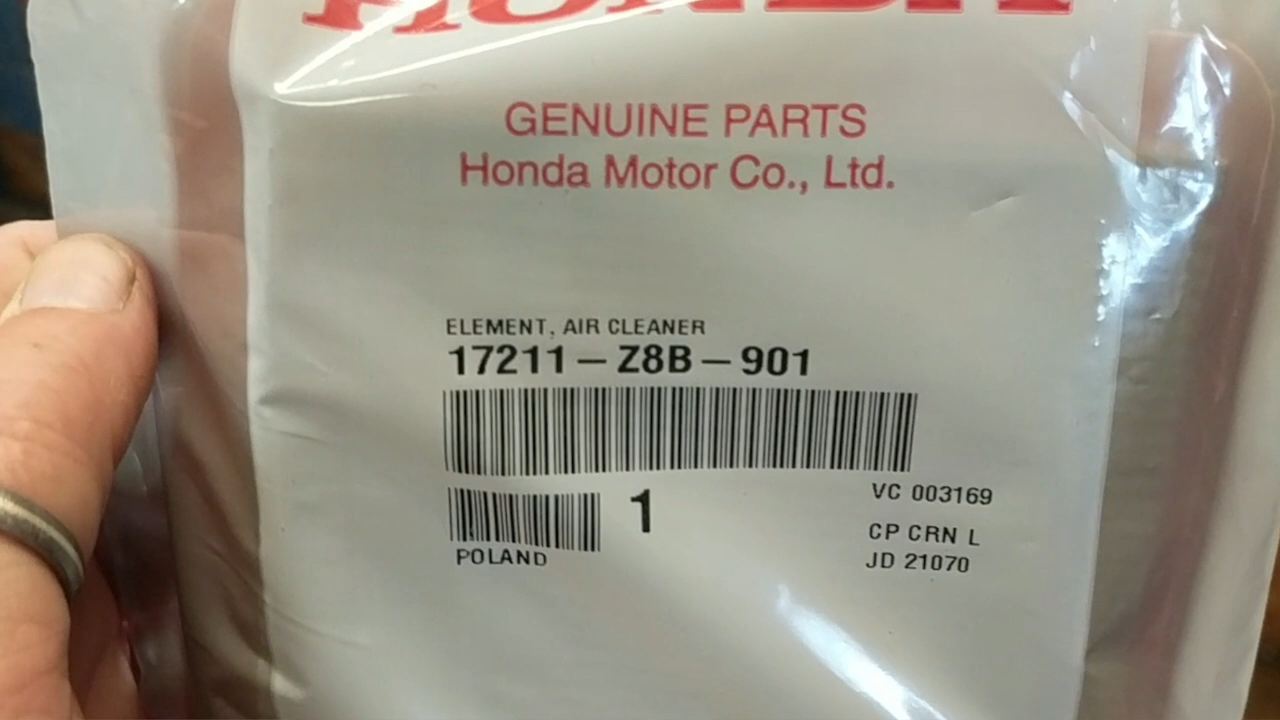 HONDA
GENUINE PARTS
Honda Motor Co., Ltd.
ELEMENT, AIR CLEANER
17211-Z8B-901
1
VC 003169
CP CRN L
POLAND
JD 21070